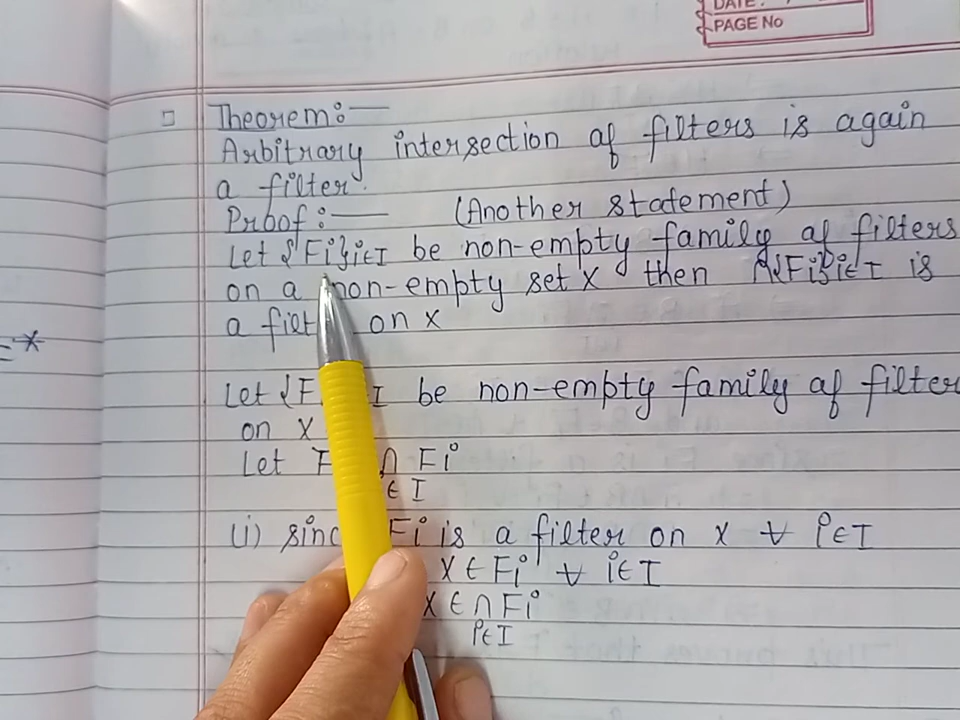 DATE:
PAGE No
Theorem:—
Arbitrary intersection of filters is again
a filter.
Proof:— (Another statement)
Let {Fi}i∈I be non-empty family of filters
on a non-empty set X then ∩{Fi}i∈I is
a filt on X
=*
Let {F I be non-empty family of filter
on X
Let F ∩ Fi
∈ I
(i) sinc Fi is a filter on X ∀ i∈I
X ∈ Fi ∀ i∈I
X ∈ ∩ Fi
i∈I